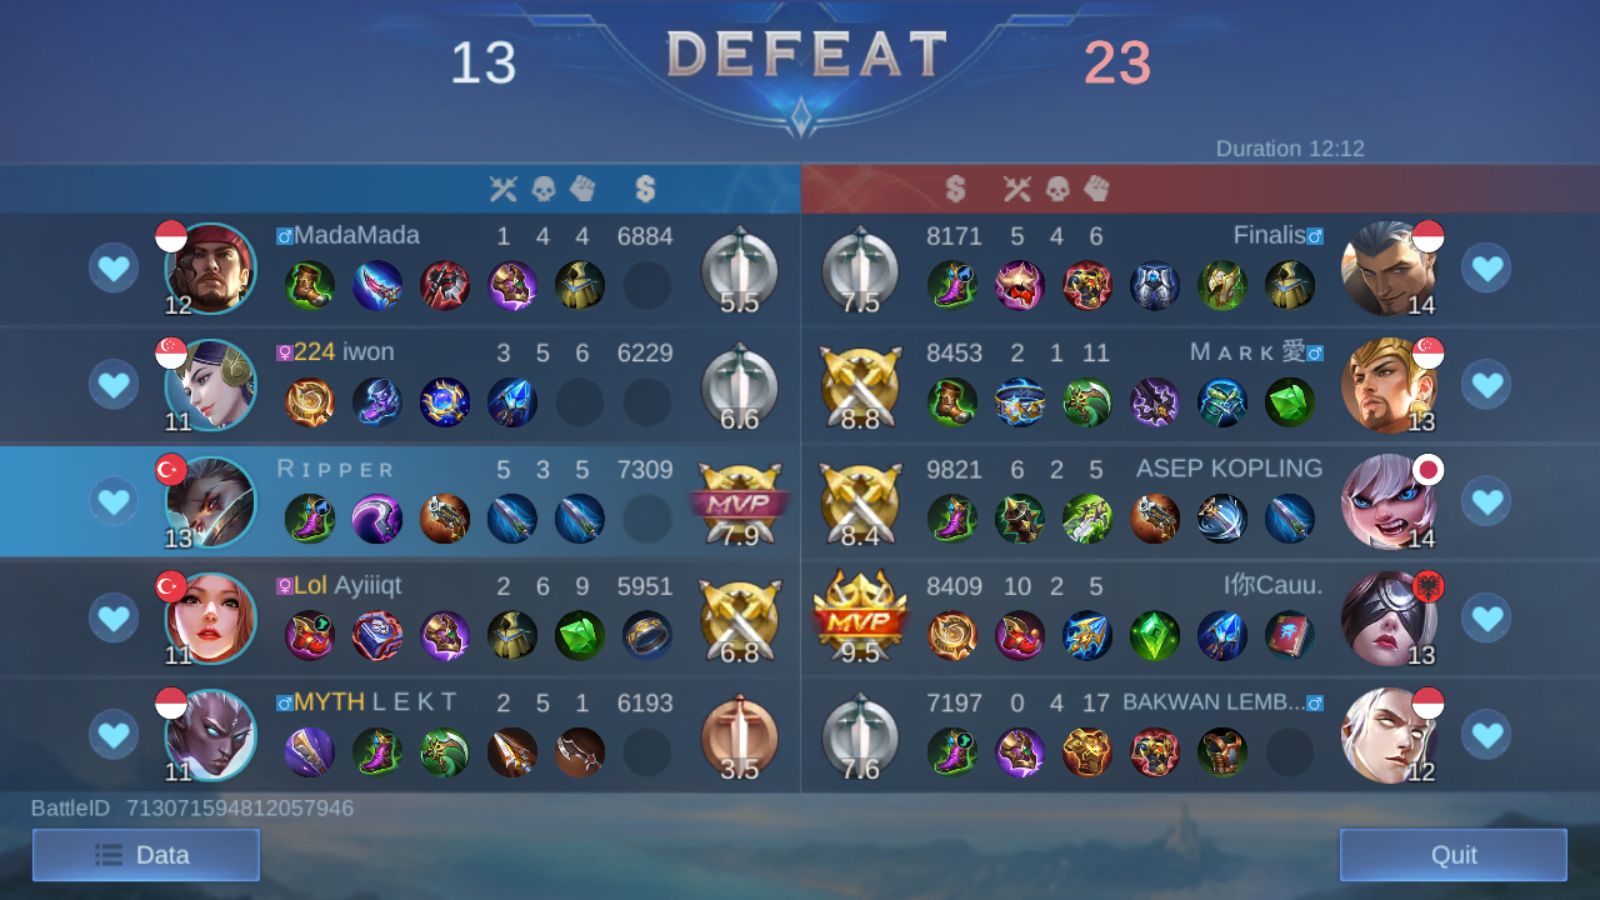 13 DEFEAT 23
Duration 12:12
12 ♂MadaMada 1 4 4 6884 5.5
7.5 8171 5 4 6 Finalis♂ 14
11 ♀224 iwon 3 5 6 6229 6.6
8.8 8453 2 1 11 Mᴀʀᴋ 愛♂ 13
13 Rɪᴘᴘᴇʀ 5 3 5 7309 MVP 7.9
8.4 9821 6 2 5 ASEP KOPLING 14
11 ♀Lol Ayiiiqt 2 6 9 5951 6.8
MVP 9.5 8409 10 2 5 I你Cauu. 13
11 ♂MYTH L E K T 2 5 1 6193 3.5
7.6 7197 0 4 17 BAKWAN LEMB...♂ 12
BattleID 713071594812057946
Data
Quit